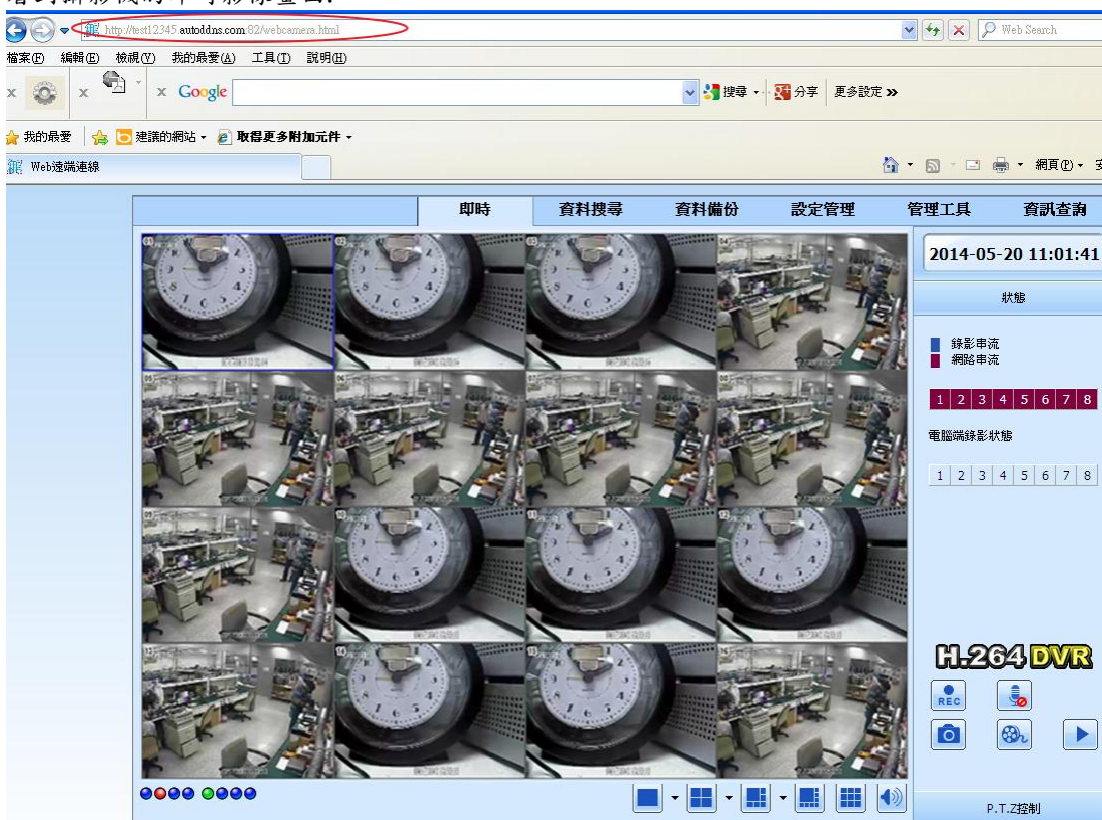 http://test12345.autoddns.com:82/webcamera.html
Web Search
檔案(F) 編輯(E) 檢視(V) 我的最愛(A) 工具(T) 說明(H)
x x x Google 搜尋 分享 更多設定 »
我的最愛 建議的網站 取得更多附加元件
Web遠端連線 網頁(P)
即時 資料搜尋 資料備份 設定管理 管理工具 資訊查詢
2014-05-20 11:01:41
狀態
錄影串流
網路串流
1 2 3 4 5 6 7 8
電腦端錄影狀態
1 2 3 4 5 6 7 8
H.264 DVR
REC
P.T.Z控制